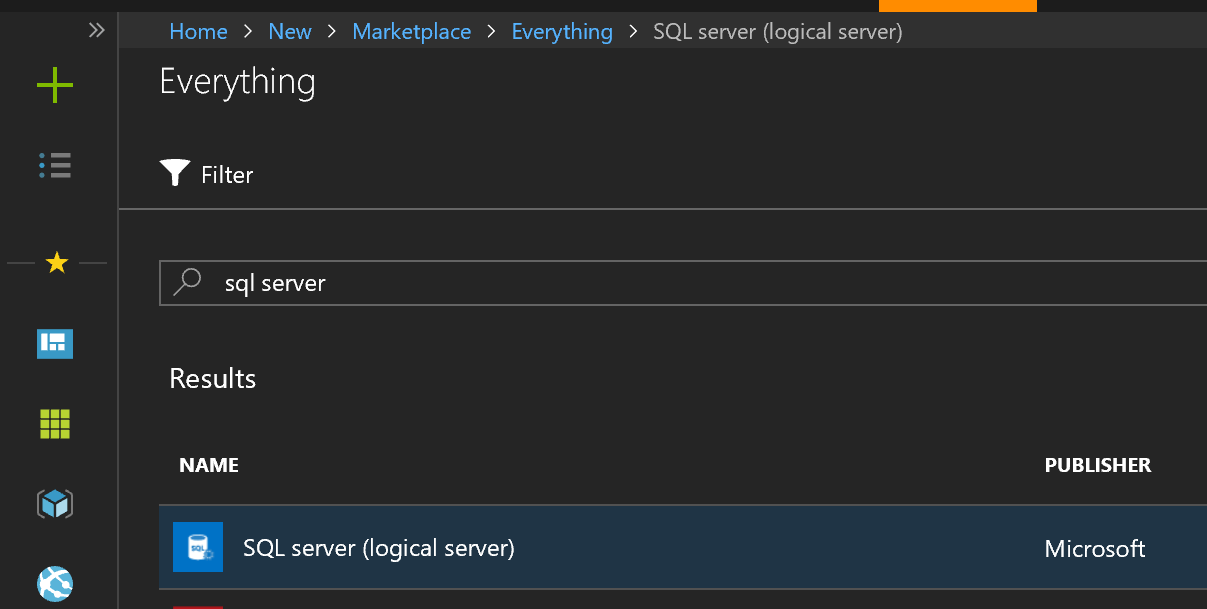 Home > New > Marketplace > Everything > SQL server (logical server)
Everything
Filter
sql server
Results
NAME PUBLISHER
SQL SQL server (logical server) Microsoft